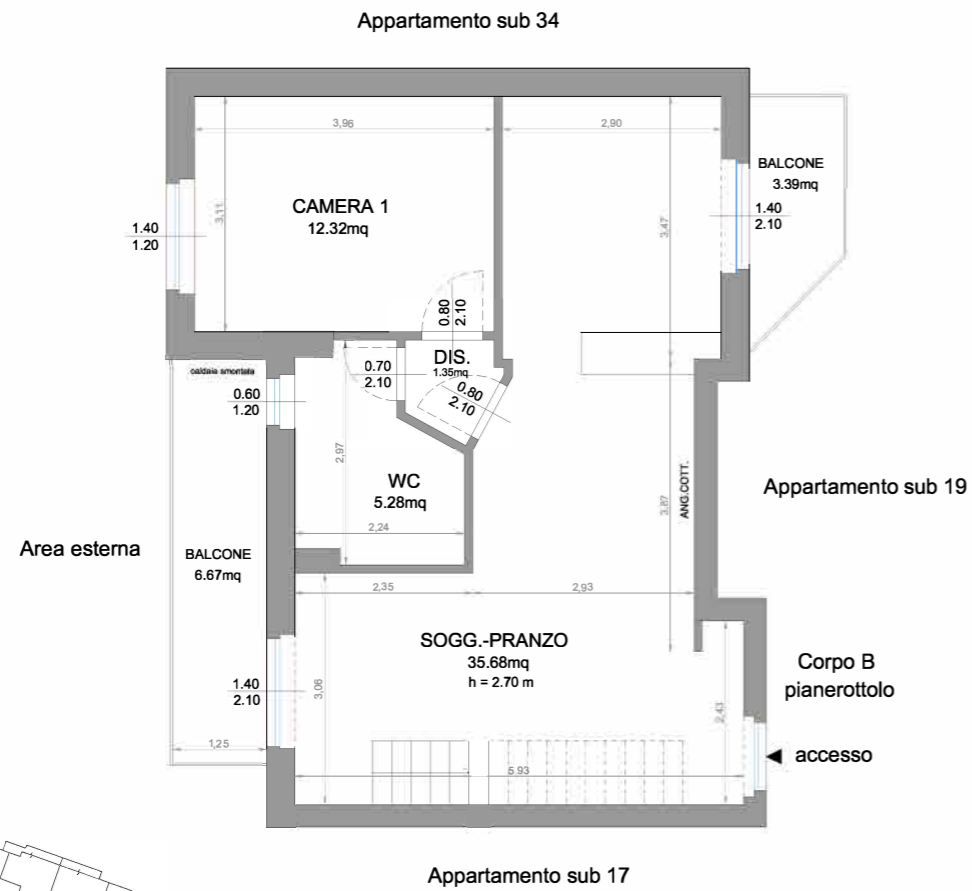 Appartamento sub 34
3,96
2,90
BALCONE
3.39mq
1.40
2.10
CAMERA 1
12.32mq
3,11
3,47
1.40
1.20
0.80
2.10
DIS.
1.35mq
0.70
2.10
0.80
2.10
caldaia smontata
0.60
1.20
2,97
WC
5.28mq
2,24
3,87
ANG.COTT.
Appartamento sub 19
Area esterna
BALCONE
6.67mq
2,35
2,93
SOGG.-PRANZO
35.68mq
h = 2.70 m
Corpo B
pianerottolo
1.40
2.10
3,06
2,43
1,25
5,93
accesso
Appartamento sub 17